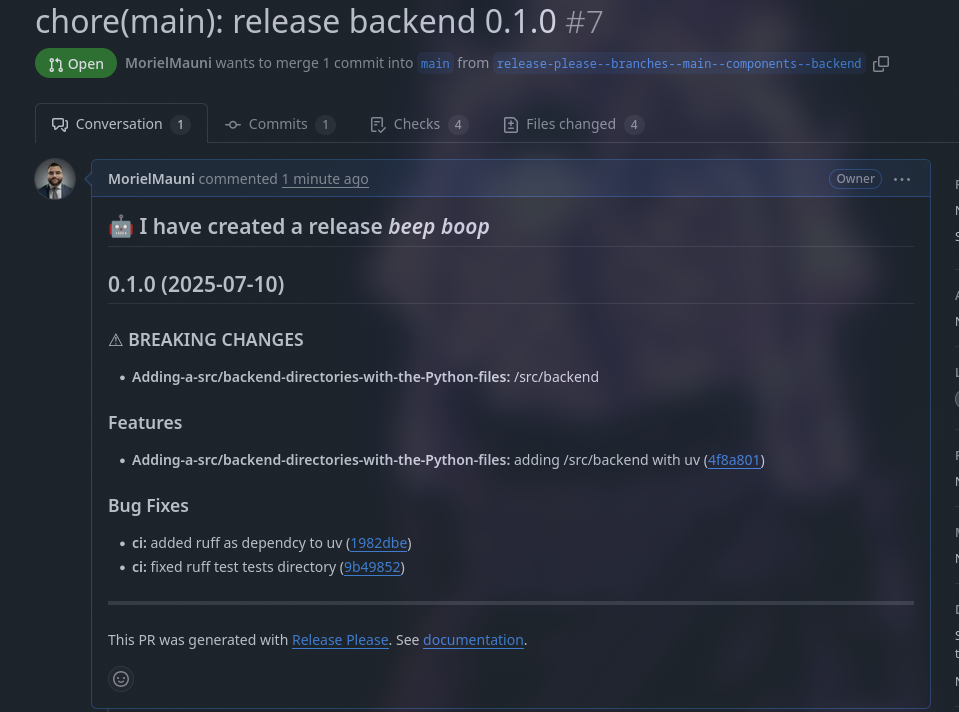 chore(main): release backend 0.1.0 #7
Open MorielMauni wants to merge 1 commit into main from release-please--branches--main--components--backend
Conversation 1 Commits 1 Checks 4 Files changed 4
MorielMauni commented 1 minute ago Owner
🤖 I have created a release beep boop
0.1.0 (2025-07-10)
⚠ BREAKING CHANGES
• Adding-a-src/backend-directories-with-the-Python-files: /src/backend
Features
• Adding-a-src/backend-directories-with-the-Python-files: adding /src/backend with uv (4f8a801)
Bug Fixes
• ci: added ruff as dependcy to uv (1982dbe)
• ci: fixed ruff test tests directory (9b49852)
This PR was generated with Release Please. See documentation.